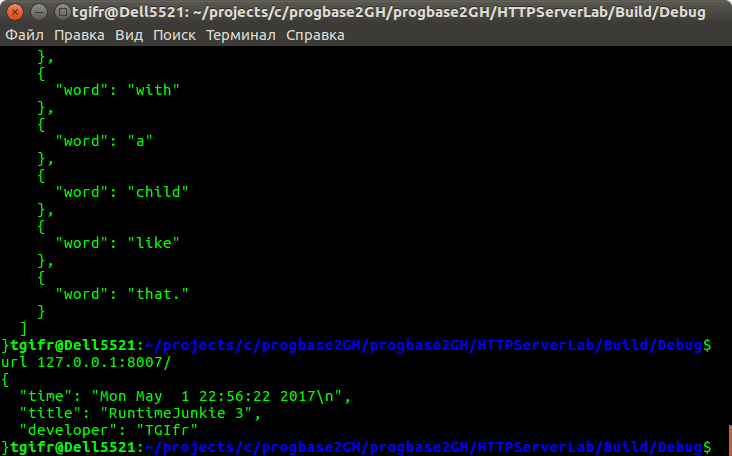 tgifr@Dell5521: ~/projects/c/progbase2GH/progbase2GH/HTTPServerLab/Build/Debug
Файл Правка Вид Поиск Терминал Справка
    },
    {
      "word": "with"
    },
    {
      "word": "a"
    },
    {
      "word": "child"
    },
    {
      "word": "like"
    },
    {
      "word": "that."
    }
  ]
}tgifr@Dell5521:~/projects/c/progbase2GH/progbase2GH/HTTPServerLab/Build/Debug$
url 127.0.0.1:8007/
{
  "time": "Mon May  1 22:56:22 2017\n",
  "title": "RuntimeJunkie 3",
  "developer": "TGIfr"
}tgifr@Dell5521:~/projects/c/progbase2GH/progbase2GH/HTTPServerLab/Build/Debug$